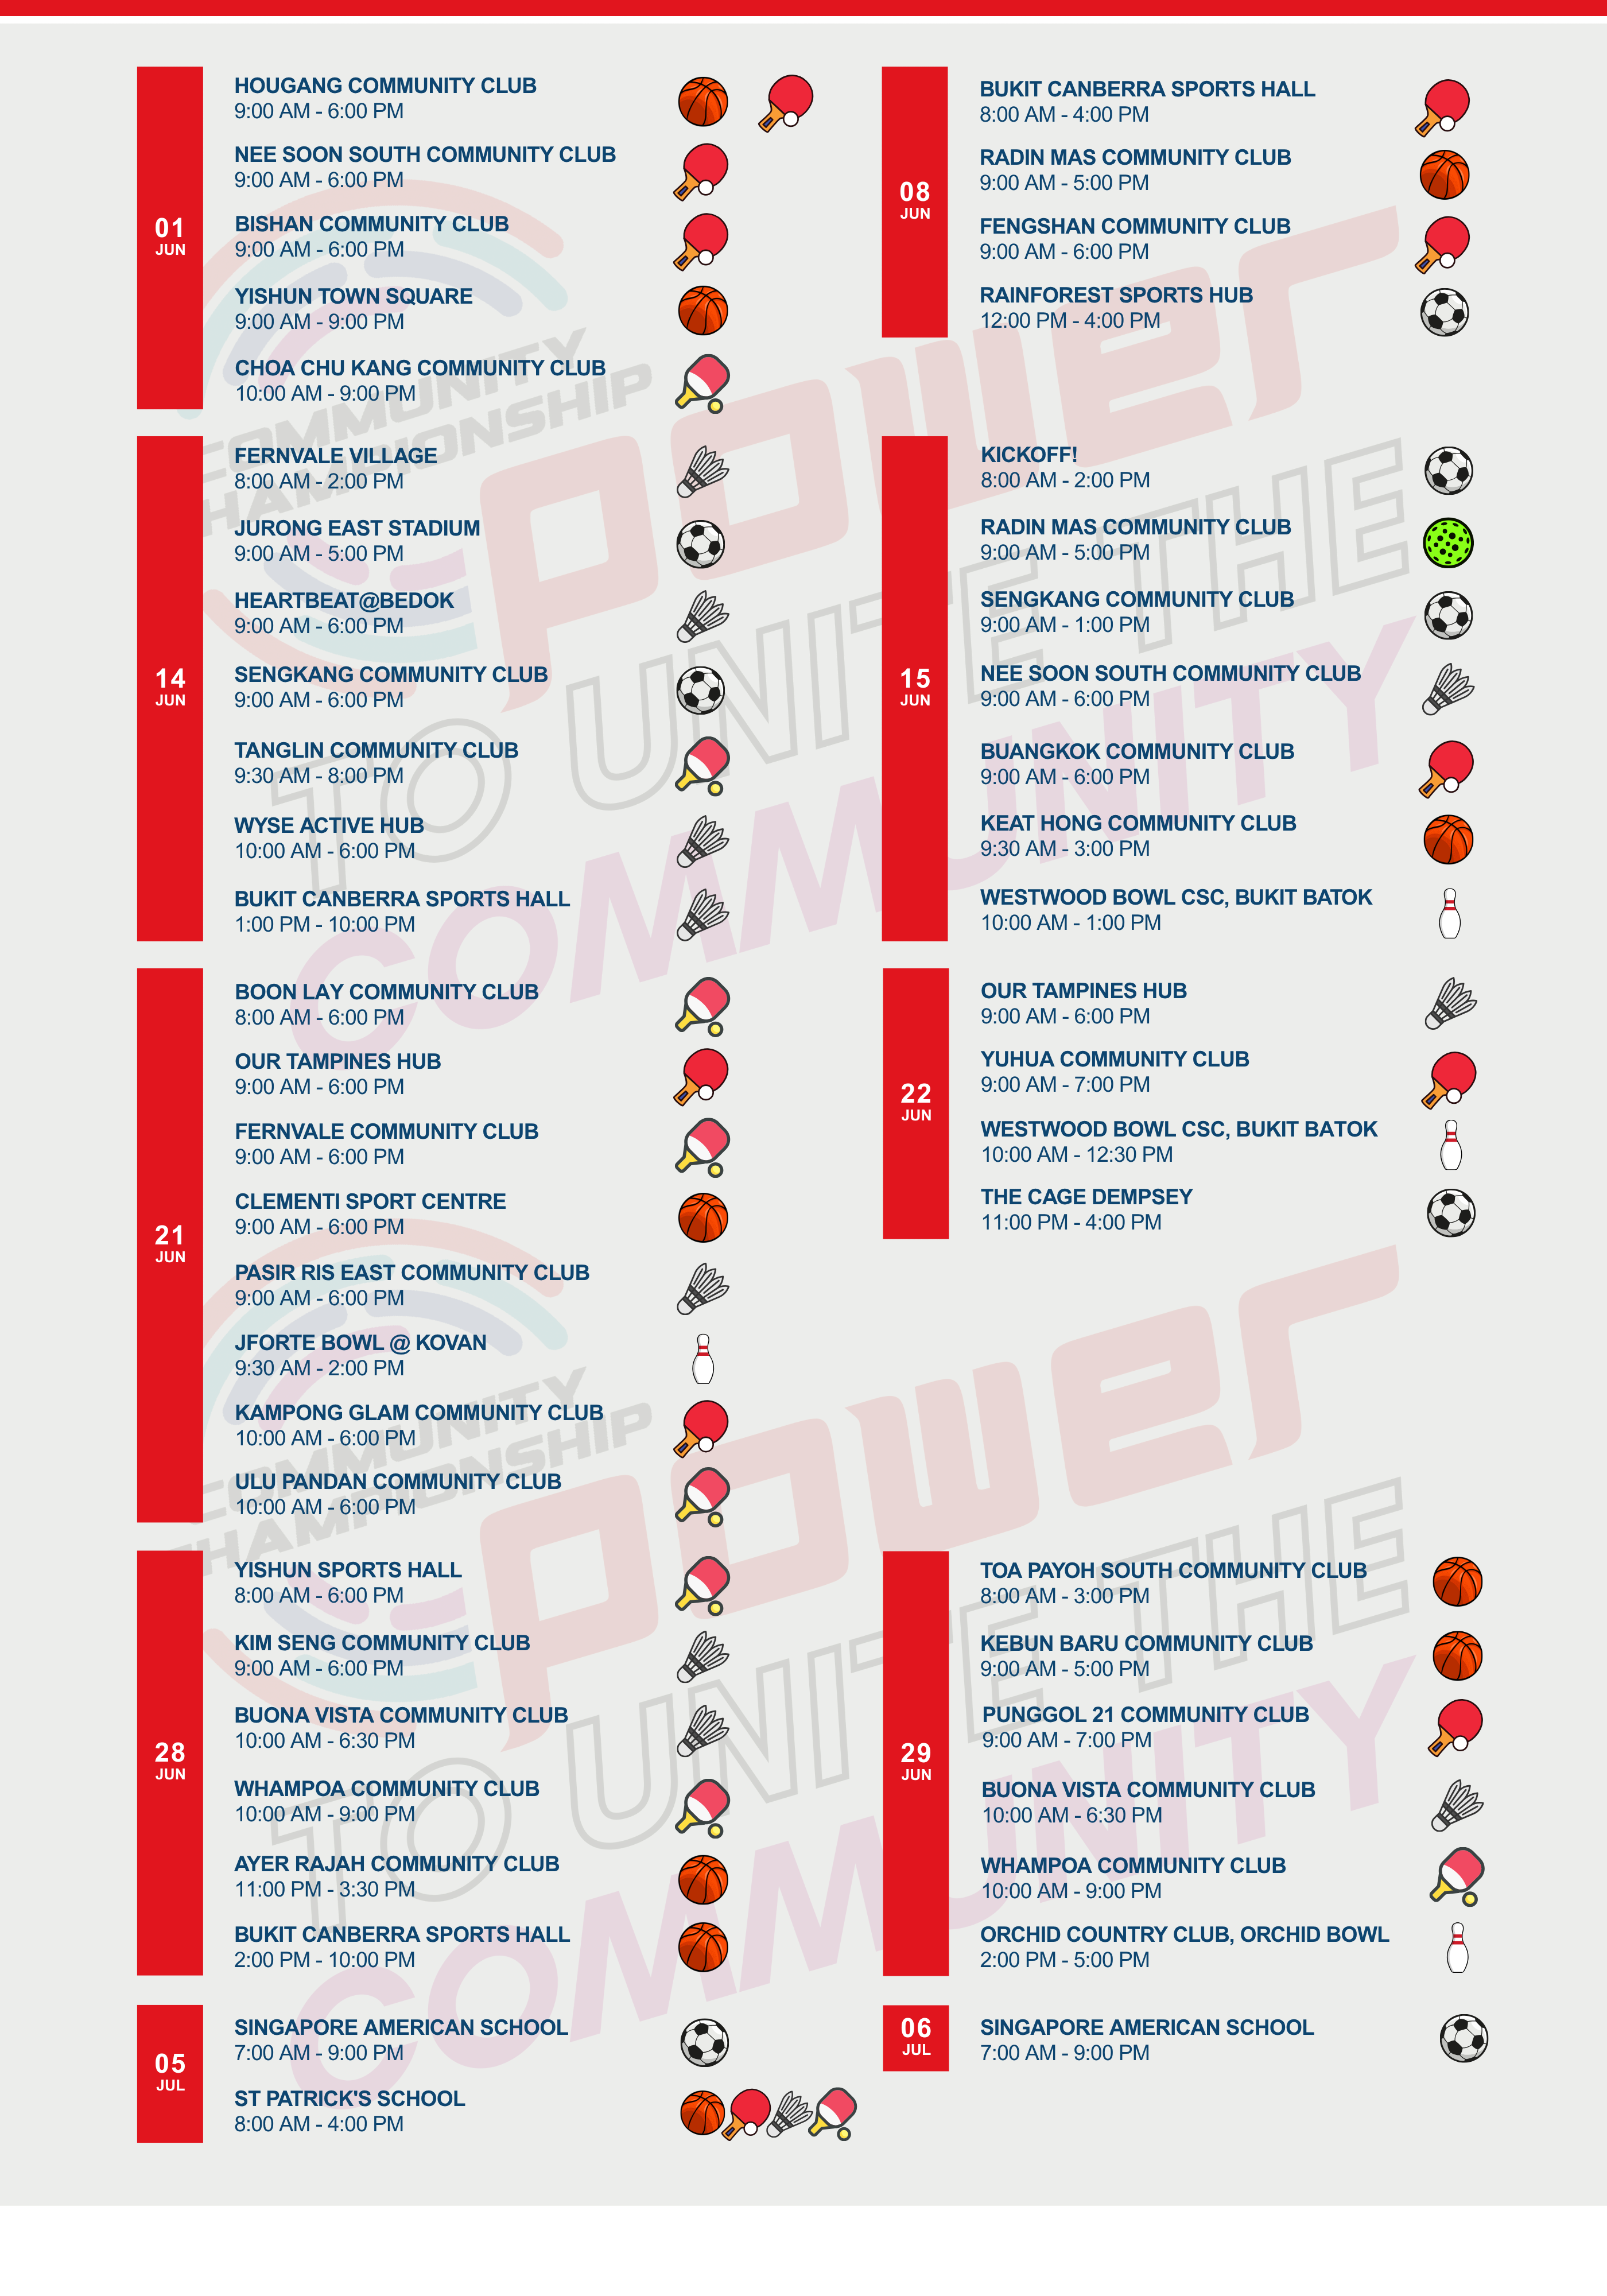 01
JUN
HOUGANG COMMUNITY CLUB
9:00 AM - 6:00 PM
NEE SOON SOUTH COMMUNITY CLUB
9:00 AM - 6:00 PM
BISHAN COMMUNITY CLUB
9:00 AM - 6:00 PM
YISHUN TOWN SQUARE
9:00 AM - 9:00 PM
CHOA CHU KANG COMMUNITY CLUB
10:00 AM - 9:00 PM
08
JUN
BUKIT CANBERRA SPORTS HALL
8:00 AM - 4:00 PM
RADIN MAS COMMUNITY CLUB
9:00 AM - 5:00 PM
FENGSHAN COMMUNITY CLUB
9:00 AM - 6:00 PM
RAINFOREST SPORTS HUB
12:00 PM - 4:00 PM
14
JUN
FERNVALE VILLAGE
8:00 AM - 2:00 PM
JURONG EAST STADIUM
9:00 AM - 5:00 PM
HEARTBEAT@BEDOK
9:00 AM - 6:00 PM
SENGKANG COMMUNITY CLUB
9:00 AM - 6:00 PM
TANGLIN COMMUNITY CLUB
9:30 AM - 8:00 PM
WYSE ACTIVE HUB
10:00 AM - 6:00 PM
BUKIT CANBERRA SPORTS HALL
1:00 PM - 10:00 PM
15
JUN
KICKOFF!
8:00 AM - 2:00 PM
RADIN MAS COMMUNITY CLUB
9:00 AM - 5:00 PM
SENGKANG COMMUNITY CLUB
9:00 AM - 1:00 PM
NEE SOON SOUTH COMMUNITY CLUB
9:00 AM - 6:00 PM
BUANGKOK COMMUNITY CLUB
9:00 AM - 6:00 PM
KEAT HONG COMMUNITY CLUB
9:30 AM - 3:00 PM
WESTWOOD BOWL CSC, BUKIT BATOK
10:00 AM - 1:00 PM
21
JUN
BOON LAY COMMUNITY CLUB
8:00 AM - 6:00 PM
OUR TAMPINES HUB
9:00 AM - 6:00 PM
FERNVALE COMMUNITY CLUB
9:00 AM - 6:00 PM
CLEMENTI SPORT CENTRE
9:00 AM - 6:00 PM
PASIR RIS EAST COMMUNITY CLUB
9:00 AM - 6:00 PM
JFORTE BOWL @ KOVAN
9:30 AM - 2:00 PM
KAMPONG GLAM COMMUNITY CLUB
10:00 AM - 6:00 PM
ULU PANDAN COMMUNITY CLUB
10:00 AM - 6:00 PM
22
JUN
OUR TAMPINES HUB
9:00 AM - 6:00 PM
YUHUA COMMUNITY CLUB
9:00 AM - 7:00 PM
WESTWOOD BOWL CSC, BUKIT BATOK
10:00 AM - 12:30 PM
THE CAGE DEMPSEY
11:00 PM - 4:00 PM
28
JUN
YISHUN SPORTS HALL
8:00 AM - 6:00 PM
KIM SENG COMMUNITY CLUB
9:00 AM - 6:00 PM
BUONA VISTA COMMUNITY CLUB
10:00 AM - 6:30 PM
WHAMPOA COMMUNITY CLUB
10:00 AM - 9:00 PM
AYER RAJAH COMMUNITY CLUB
11:00 PM - 3:30 PM
BUKIT CANBERRA SPORTS HALL
2:00 PM - 10:00 PM
29
JUN
TOA PAYOH SOUTH COMMUNITY CLUB
8:00 AM - 3:00 PM
KEBUN BARU COMMUNITY CLUB
9:00 AM - 5:00 PM
PUNGGOL 21 COMMUNITY CLUB
9:00 AM - 7:00 PM
BUONA VISTA COMMUNITY CLUB
10:00 AM - 6:30 PM
WHAMPOA COMMUNITY CLUB
10:00 AM - 9:00 PM
ORCHID COUNTRY CLUB, ORCHID BOWL
2:00 PM - 5:00 PM
05
JUL
SINGAPORE AMERICAN SCHOOL
7:00 AM - 9:00 PM
ST PATRICK'S SCHOOL
8:00 AM - 4:00 PM
06
JUL
SINGAPORE AMERICAN SCHOOL
7:00 AM - 9:00 PM
COMMUNITY
CHAMPIONSHIP
power
TO UNITE THE
COMMUNITY
COMMUNITY
CHAMPIONSHIP
power
TO UNITE THE
COMMUNITY